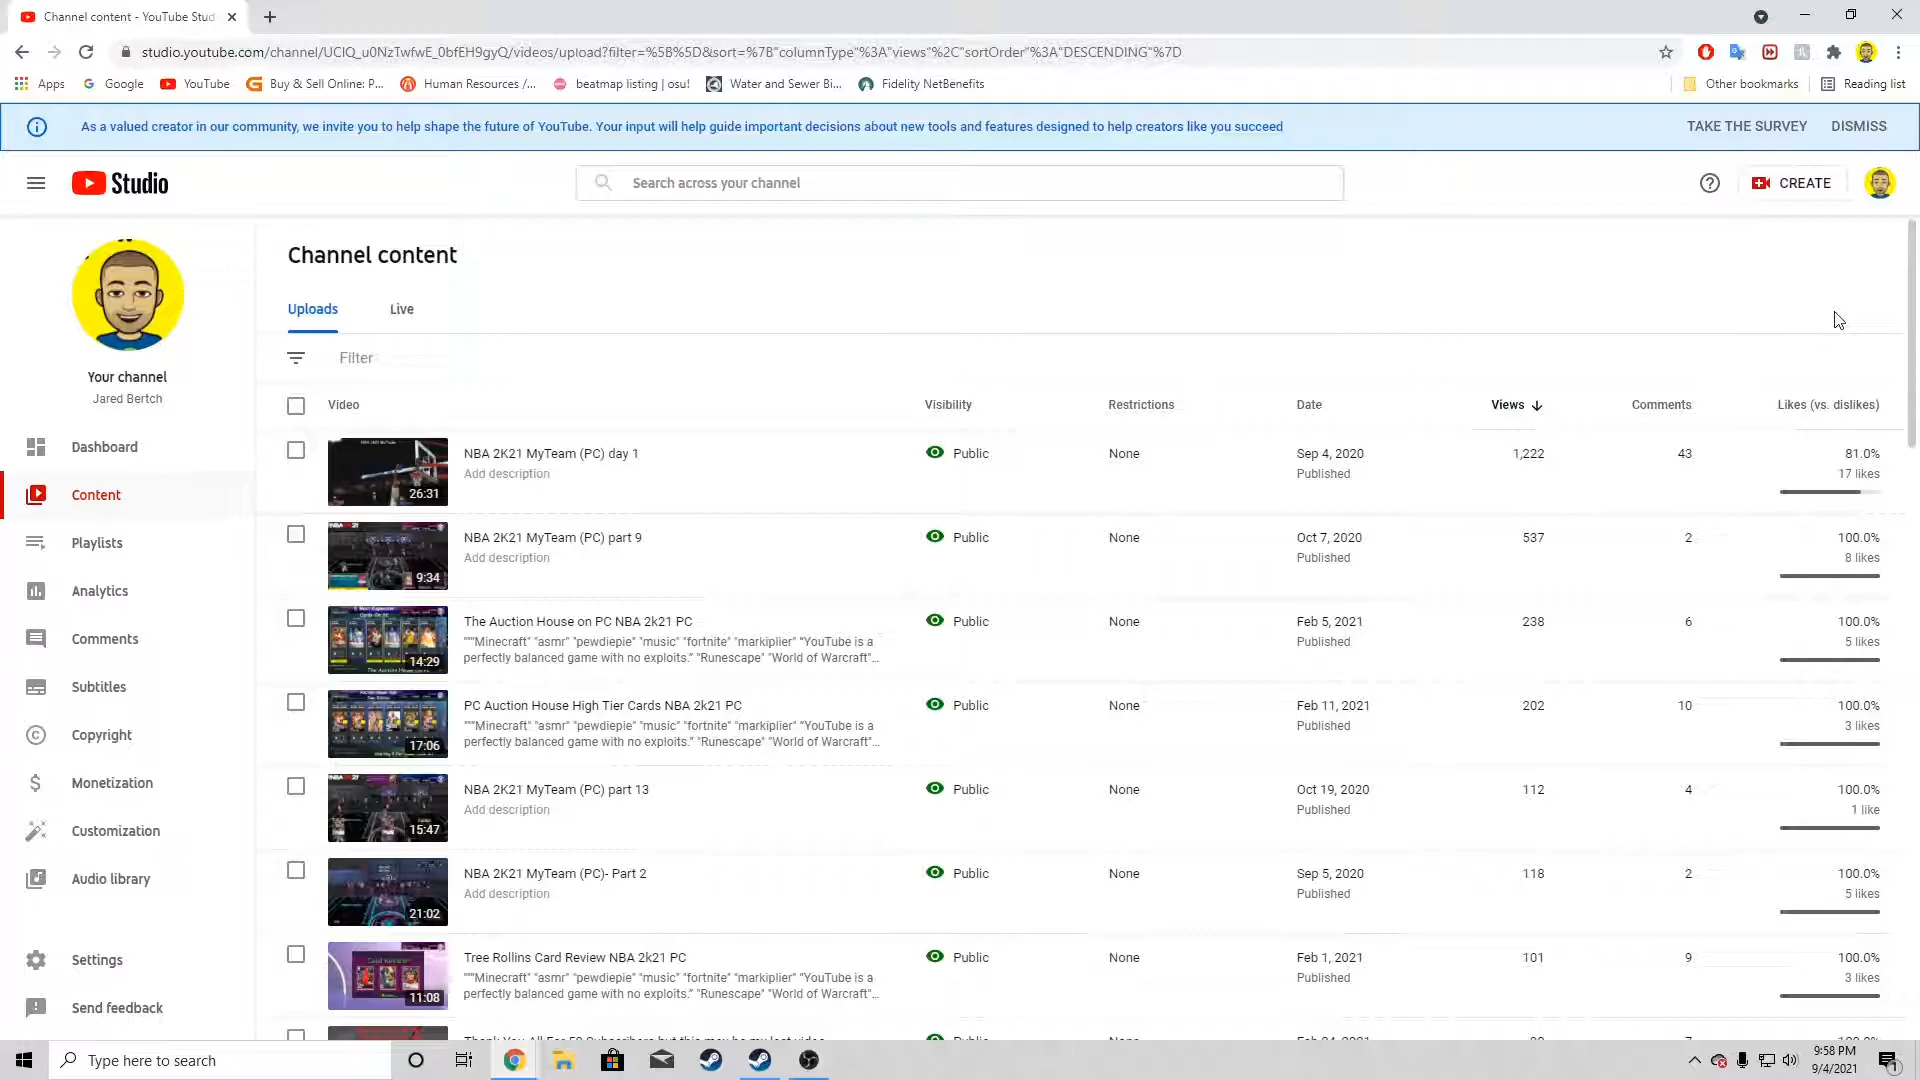 Channel content - YouTube Stud
studio.youtube.com/channel/UCIQ_u0NzTwfwE_0bfEH9gyQ/videos/upload?filter=%5B%5D&sort=%7B"columnType"%3A"views"%2C"sortOrder"%3A"DESCENDING"%7D
Apps Google YouTube Buy & Sell Online: P... Human Resources /... beatmap listing | osu! Water and Sewer Bi... Fidelity NetBenefits Other bookmarks Reading list
As a valued creator in our community, we invite you to help shape the future of YouTube. Your input will help guide important decisions about new tools and features designed to help creators like you succeed TAKE THE SURVEY DISMISS
Studio Search across your channel CREATE
Channel content
Uploads Live
Filter
Your channel
Jared Bertch
Dashboard
Content
Playlists
Analytics
Comments
Subtitles
Copyright
Monetization
Customization
Audio library
Settings
Send feedback
Video Visibility Restrictions Date Views Comments Likes (vs. dislikes)
26:31 NBA 2K21 MyTeam (PC) day 1 Public None Sep 4, 2020 1,222 43 81.0%
Add description Published 17 likes
9:34 NBA 2K21 MyTeam (PC) part 9 Public None Oct 7, 2020 537 2 100.0%
Add description Published 8 likes
14:29 The Auction House on PC NBA 2k21 PC Public None Feb 5, 2021 238 6 100.0%
"""Minecraft" "asmr" "pewdiepie" "music" "fortnite" "markiplier" "YouTube is a Published 5 likes
perfectly balanced game with no exploits." "Runescape" "World of Warcraft"...
17:06 PC Auction House High Tier Cards NBA 2k21 PC Public None Feb 11, 2021 202 10 100.0%
"""Minecraft" "asmr" "pewdiepie" "music" "fortnite" "markiplier" "YouTube is a Published 3 likes
perfectly balanced game with no exploits." "Runescape" "World of Warcraft"...
15:47 NBA 2K21 MyTeam (PC) part 13 Public None Oct 19, 2020 112 4 100.0%
Add description Published 1 like
21:02 NBA 2K21 MyTeam (PC)- Part 2 Public None Sep 5, 2020 118 2 100.0%
Add description Published 5 likes
11:08 Tree Rollins Card Review NBA 2k21 PC Public None Feb 1, 2021 101 9 100.0%
"""Minecraft" "asmr" "pewdiepie" "music" "fortnite" "markiplier" "YouTube is a Published 3 likes
perfectly balanced game with no exploits." "Runescape" "World of Warcraft"...
Type here to search
9:58 PM
9/4/2021